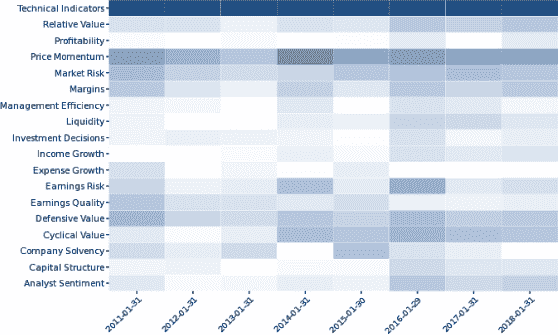 Technical Indicators
Relative Value
Profitability
Price Momentum
Market Risk
Margins
Management Efficiency
Liquidity
Investment Decisions
Income Growth
Expense Growth
Earnings Risk
Earnings Quality
Defensive Value
Cyclical Value
Company Solvency
Capital Structure
Analyst Sentiment
2011-01-31
2012-01-31
2013-01-31
2014-01-31
2015-01-30
2016-01-29
2017-01-31
2018-01-31